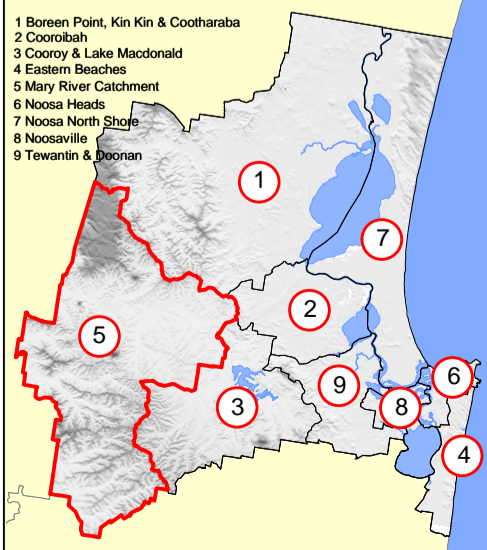 1 Boreen Point, Kin Kin & Cootharaba
2 Cooroibah
3 Cooroy & Lake Macdonald
4 Eastern Beaches
5 Mary River Catchment
6 Noosa Heads
7 Noosa North Shore
8 Noosaville
9 Tewantin & Doonan
1
7
2
5
6
9
3
8
4